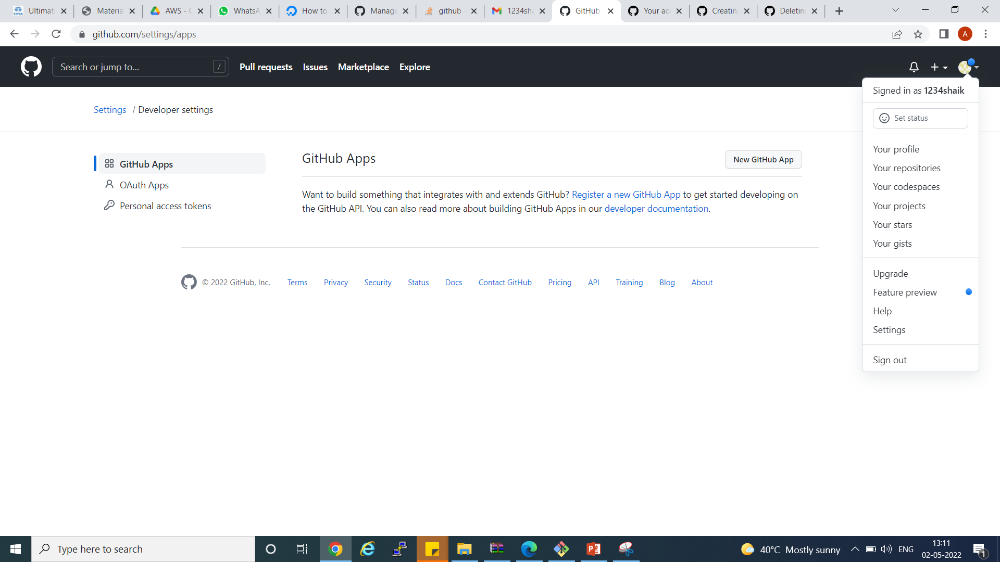 Ultimati
Materia
AWS - C
WhatsA
How to
Manage
github -
1234sha
GitHub
Your acc
Creating
Deleting
github.com/settings/apps
A
Search or jump to...
/
Pull requests
Issues
Marketplace
Explore
Signed in as 1234shaik
Set status
Settings / Developer settings
Your profile
Your repositories
Your codespaces
Your projects
Your stars
Your gists
Upgrade
Feature preview
Help
Settings
Sign out
GitHub Apps
OAuth Apps
Personal access tokens
GitHub Apps
New GitHub App
Want to build something that integrates with and extends GitHub? Register a new GitHub App to get started developing on
the GitHub API. You can also read more about building GitHub Apps in our developer documentation.
© 2022 GitHub, Inc.
Terms
Privacy
Security
Status
Docs
Contact GitHub
Pricing
API
Training
Blog
About
Type here to search
40°C Mostly sunny
ENG
13:11
02-05-2022
1